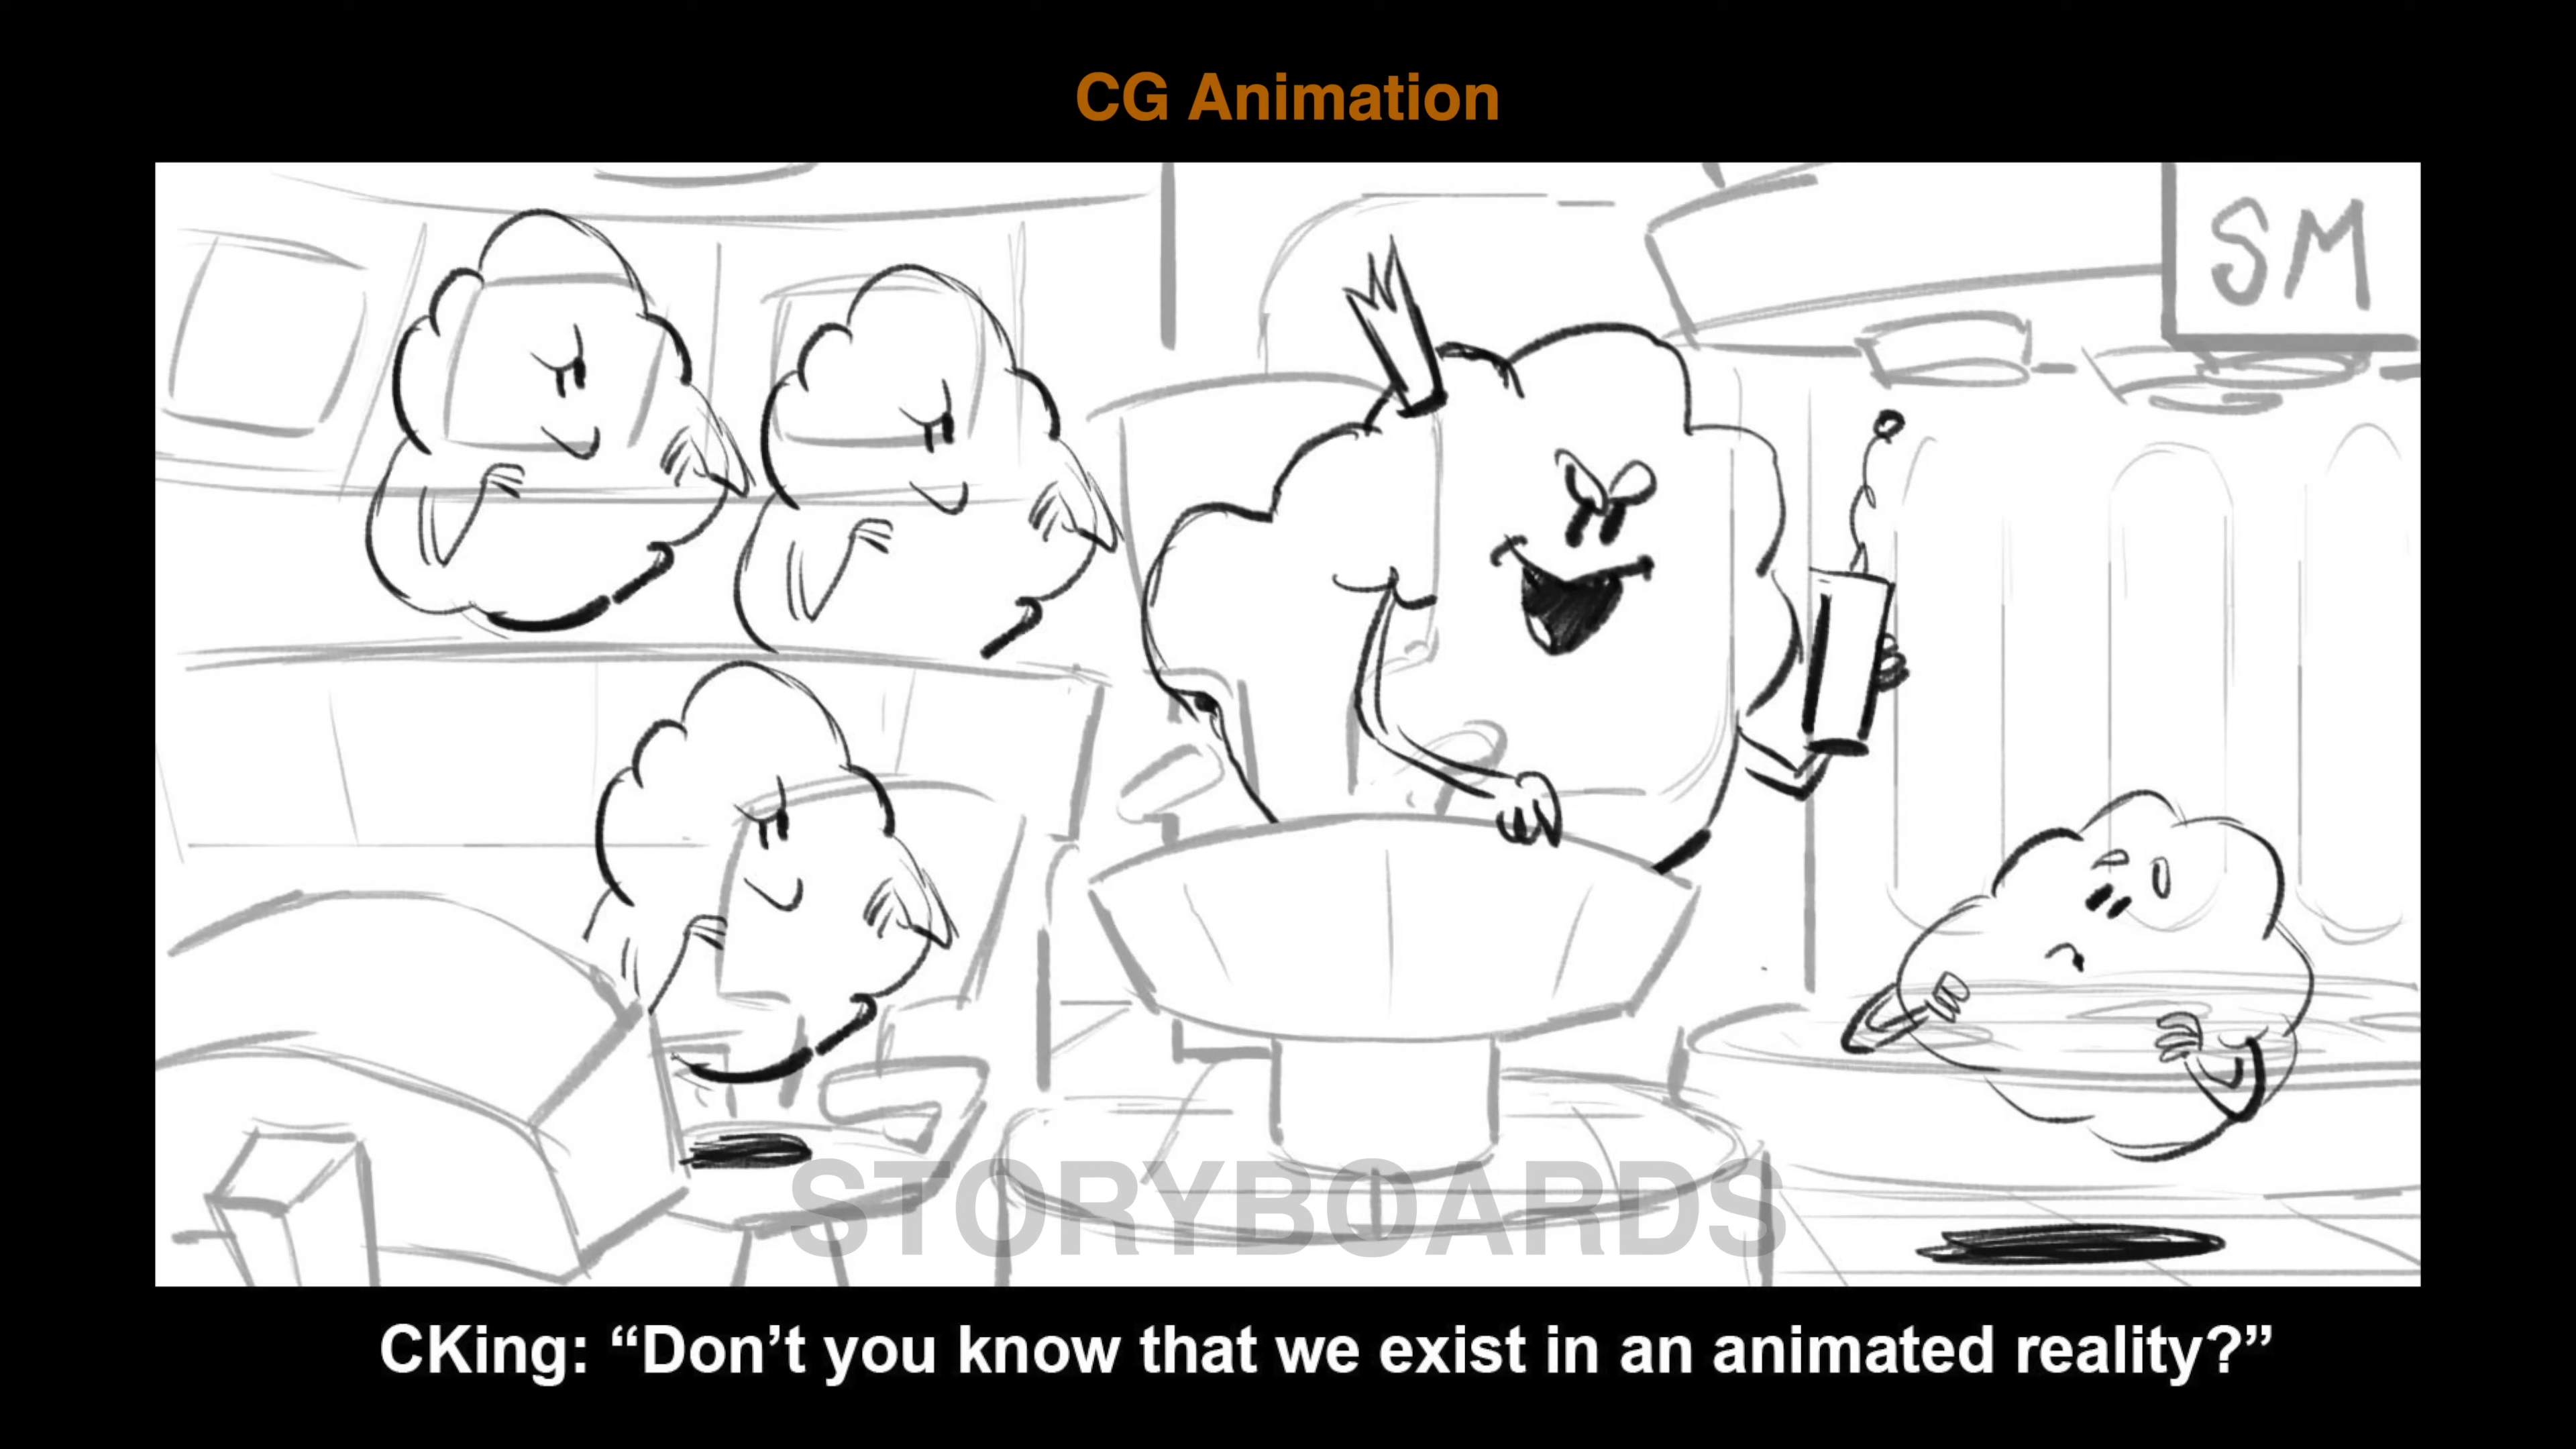 CG Animation
SM
STORYBOARDS
CKing: “Don’t you know that we exist in an animated reality?”